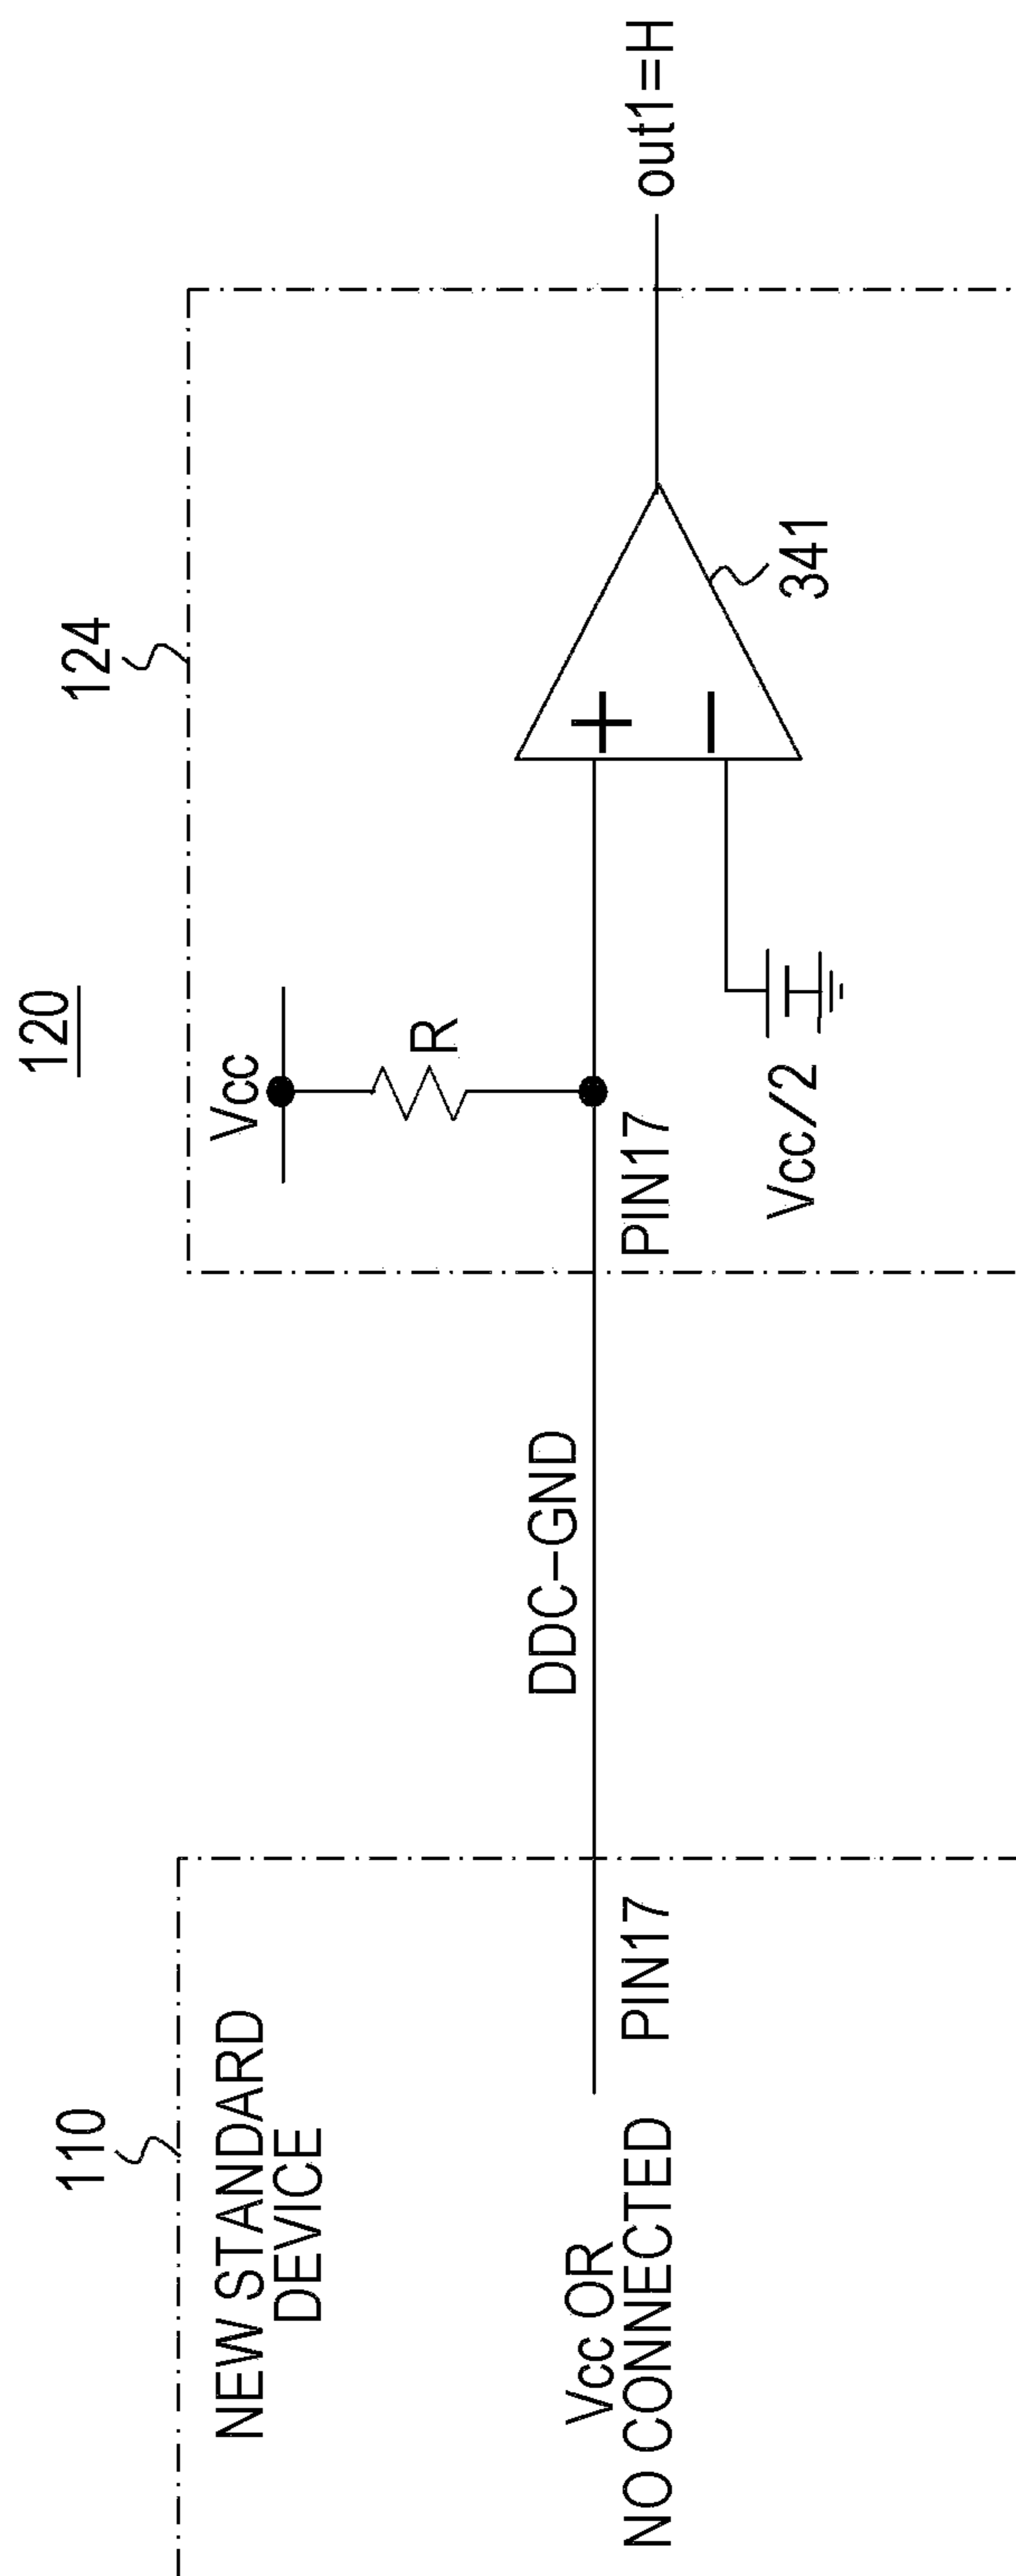 120
110
124
NEW STANDARD
DEVICE
Vcc
R
DDC-GND
out1=H
Vcc OR
NO CONNECTED
PIN17
PIN17
+
−
Vcc/2
341